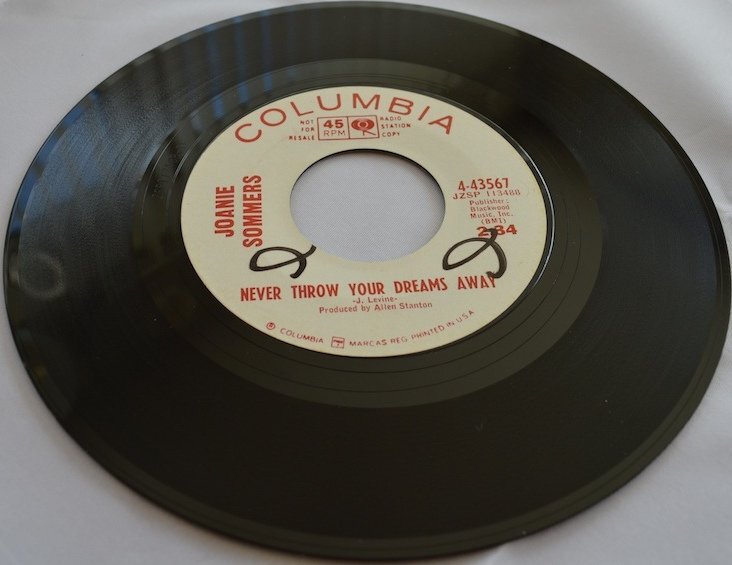 COLUMBIA
NOT FOR RESALE
45 RPM
RADIO STATION COPY
4-43567
JZSP 113488
Publisher:
Blackwood
Music, Inc.
(BMI)
2:34
JOANIE
SOMMERS
NEVER THROW YOUR DREAMS AWAY
-J. Levine-
Produced by Allen Stanton
® COLUMBIA MARCAS REG. PRINTED IN U.S.A.